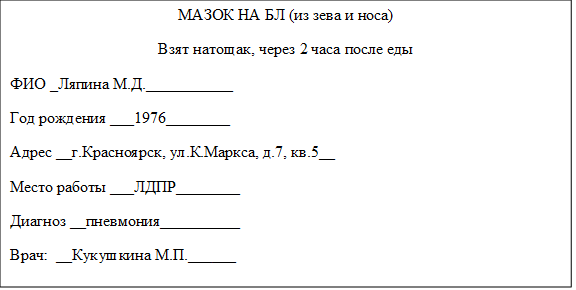 МАЗОК НА БЛ (из зева и носа)
Взят натощак, через 2 часа после еды
ФИО _Ляпина М.Д.___________
Год рождения ___1976________
Адрес __г.Красноярск, ул.К.Маркса, д.7, кв.5__
Место работы ___ЛДПР________
Диагноз __пневмония__________
Врач: __Кукушкина М.П.______